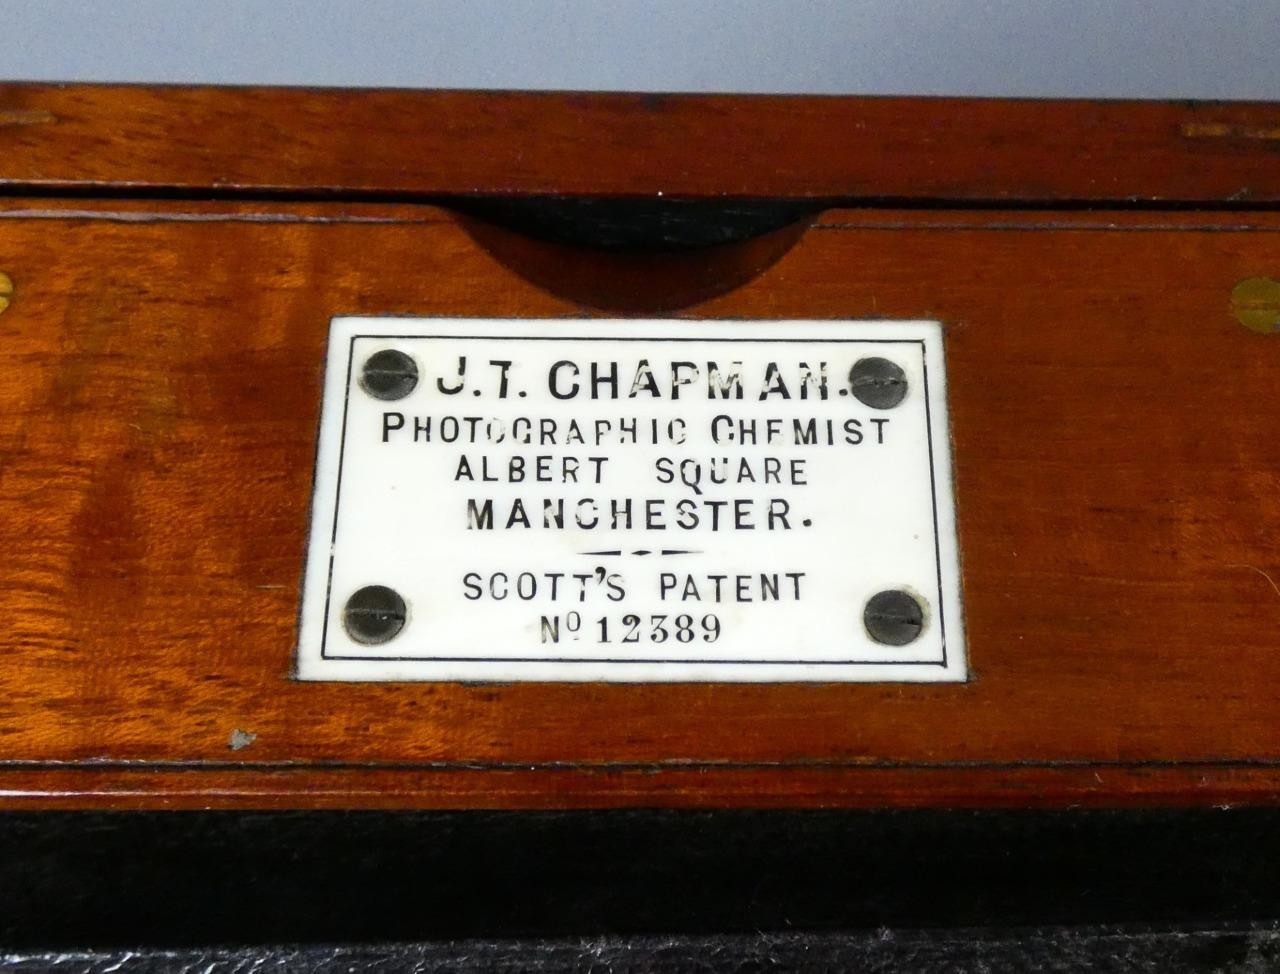 J.T. CHAPMAN.
PHOTOGRAPHIC CHEMIST
ALBERT SQUARE
MANCHESTER.
SCOTT'S PATENT
Nº 12389